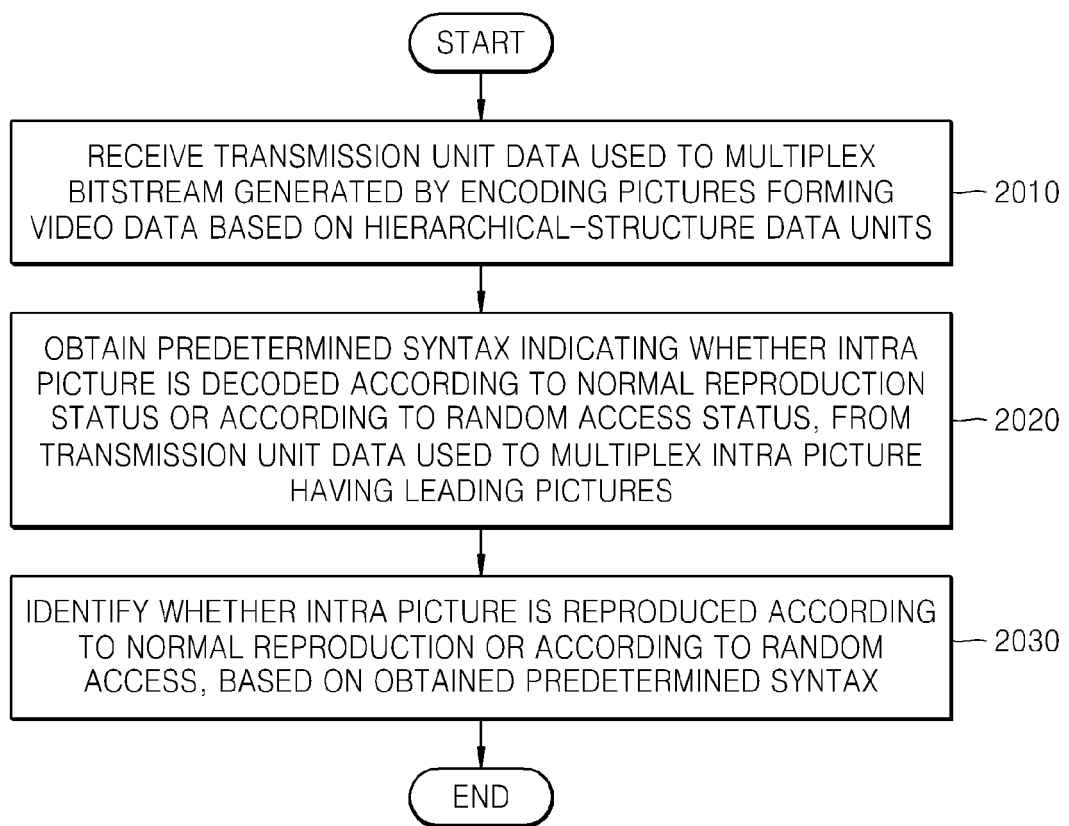 START
RECEIVE TRANSMISSION UNIT DATA USED TO MULTIPLEX
BITSTREAM GENERATED BY ENCODING PICTURES FORMING
VIDEO DATA BASED ON HIERARCHICAL-STRUCTURE DATA UNITS
2010
OBTAIN PREDETERMINED SYNTAX INDICATING WHETHER INTRA
PICTURE IS DECODED ACCORDING TO NORMAL REPRODUCTION
STATUS OR ACCORDING TO RANDOM ACCESS STATUS, FROM
TRANSMISSION UNIT DATA USED TO MULTIPLEX INTRA PICTURE
HAVING LEADING PICTURES
2020
IDENTIFY WHETHER INTRA PICTURE IS REPRODUCED ACCORDING
TO NORMAL REPRODUCTION OR ACCORDING TO RANDOM
ACCESS, BASED ON OBTAINED PREDETERMINED SYNTAX
2030
END